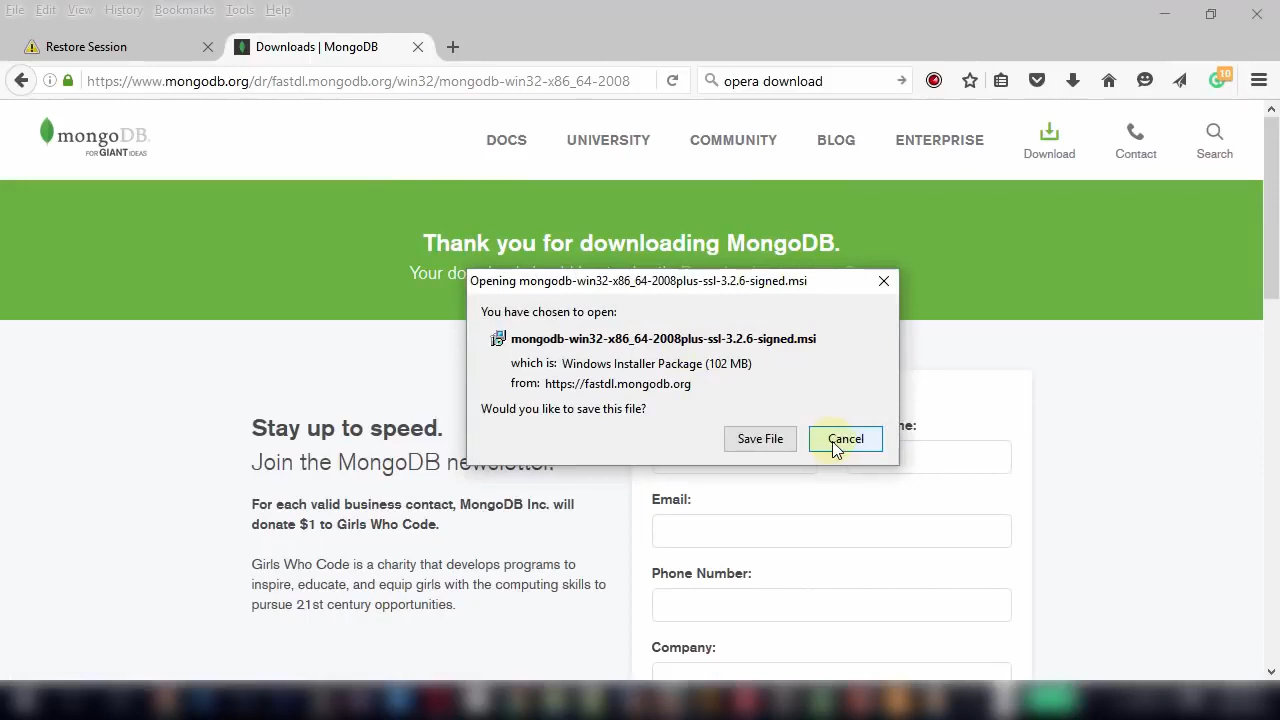 File Edit View History Bookmarks Tools Help
Restore Session
Downloads | MongoDB
https://www.mongodb.org/dr/fastdl.mongodb.org/win32/mongodb-win32-x86_64-2008
opera download
10
mongoDB.
FOR GIANT IDEAS
DOCS UNIVERSITY COMMUNITY BLOG ENTERPRISE
Download Contact Search
Thank you for downloading MongoDB.
Your
Opening mongodb-win32-x86_64-2008plus-ssl-3.2.6-signed.msi
You have chosen to open:
mongodb-win32-x86_64-2008plus-ssl-3.2.6-signed.msi
which is: Windows Installer Package (102 MB)
from: https://fastdl.mongodb.org
Would you like to save this file?
Save File Cancel
Stay up to speed.
Join the MongoDB newsletter.
For each valid business contact, MongoDB Inc. will
donate $1 to Girls Who Code.
Girls Who Code is a charity that develops programs to
inspire, educate, and equip girls with the computing skills to
pursue 21st century opportunities.
me:
Email:
Phone Number:
Company: